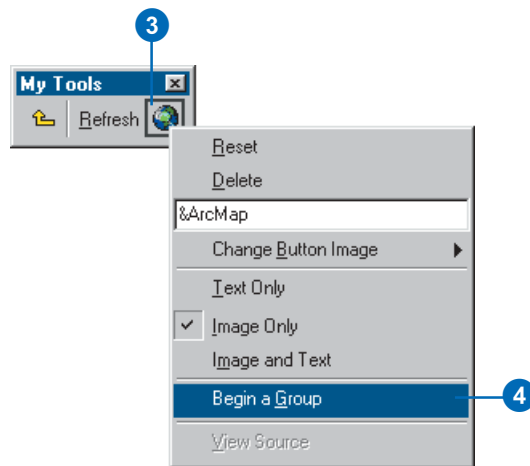 3
My Tools
Refresh
Reset
Delete
&ArcMap
Change Button Image
Text Only
Image Only
Image and Text
Begin a Group
4
View Source